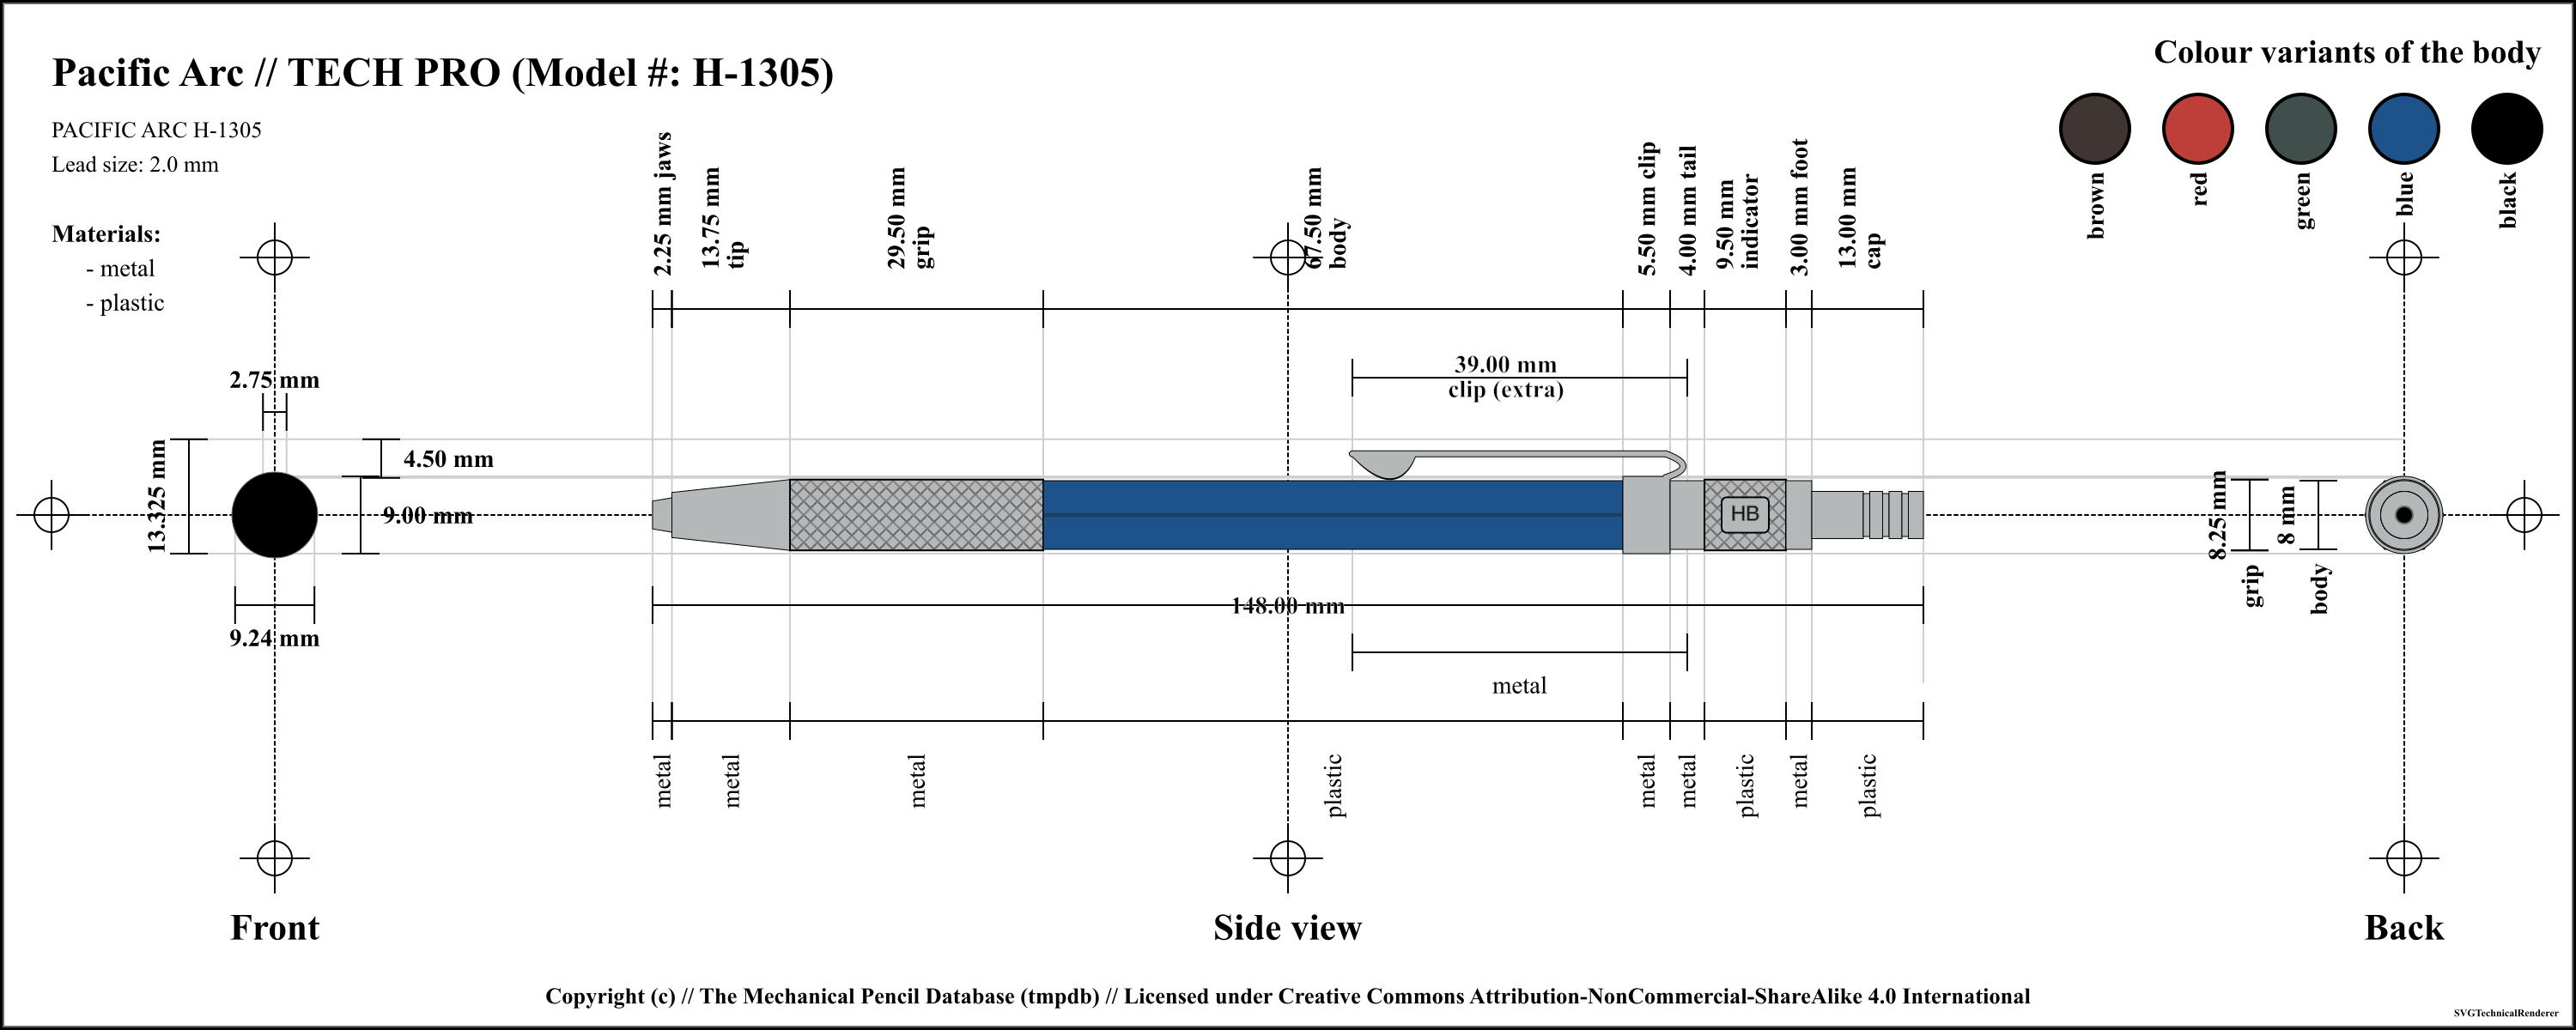 Pacific Arc // TECH PRO (Model #: H-1305)
PACIFIC ARC H-1305
Lead size: 2.0 mm
Materials:
- metal
- plastic
Colour variants of the body
brown
red
green
blue
black
2.25 mm jaws
13.75 mm
tip
29.50 mm
grip
67.50 mm
body
5.50 mm clip
4.00 mm tail
9.50 mm
indicator
3.00 mm foot
13.00 mm
cap
39.00 mm
clip (extra)
2.75 mm
13.325 mm
4.50 mm
9.00 mm
9.24 mm
HB
8.25 mm
grip
8 mm
body
148.00 mm
metal
metal
metal
metal
plastic
metal
metal
plastic
metal
plastic
Front
Side view
Back
Copyright (c) // The Mechanical Pencil Database (tmpdb) // Licensed under Creative Commons Attribution-NonCommercial-ShareAlike 4.0 International
SVGTechnicalRenderer